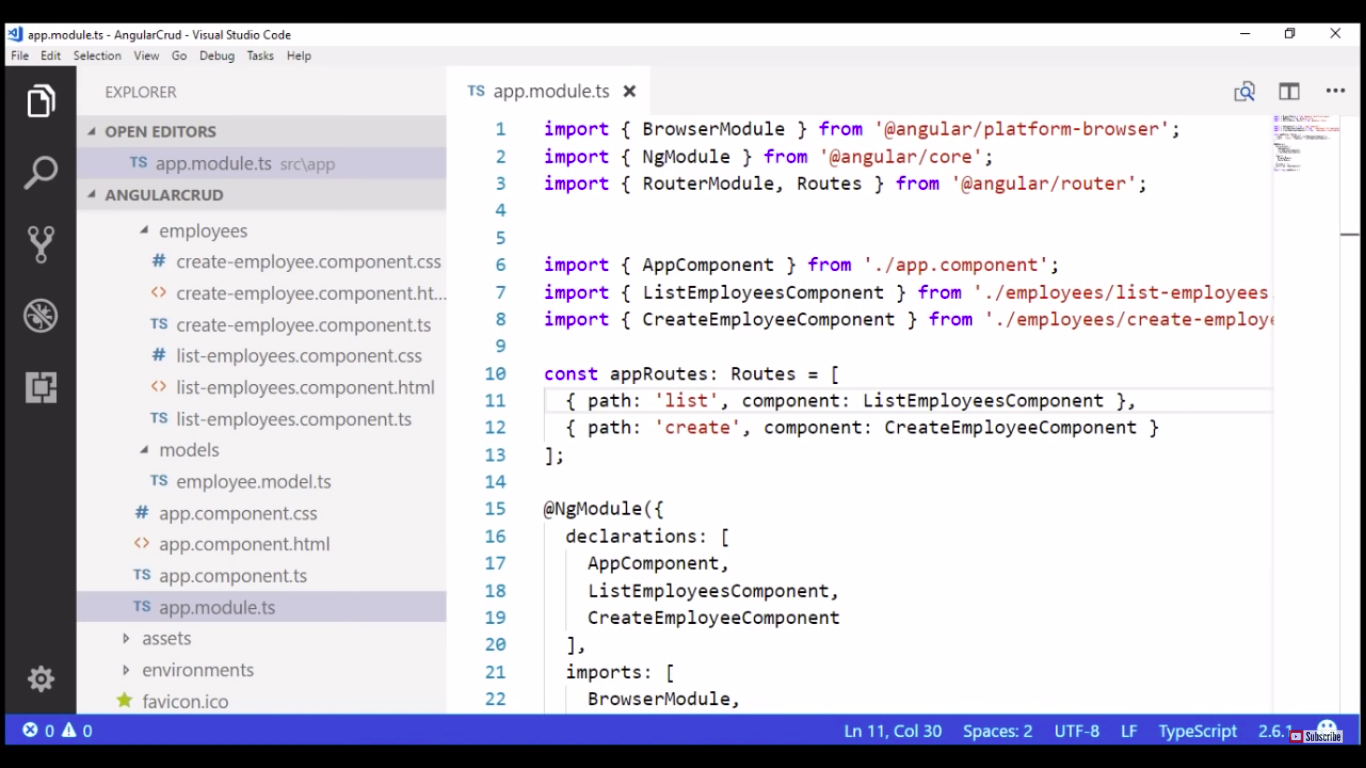 app.module.ts - AngularCrud - Visual Studio Code
File Edit Selection View Go Debug Tasks Help
EXPLORER
OPEN EDITORS
TS app.module.ts src\app
ANGULARCRUD
employees
# create-employee.component.css
<> create-employee.component.ht...
TS create-employee.component.ts
# list-employees.component.css
<> list-employees.component.html
TS list-employees.component.ts
models
TS employee.model.ts
# app.component.css
<> app.component.html
TS app.component.ts
TS app.module.ts
assets
environments
favicon.ico
TS app.module.ts
1 import { BrowserModule } from '@angular/platform-browser';
2 import { NgModule } from '@angular/core';
3 import { RouterModule, Routes } from '@angular/router';
4
5
6 import { AppComponent } from './app.component';
7 import { ListEmployeesComponent } from './employees/list-employees.
8 import { CreateEmployeeComponent } from './employees/create-employe
9
10 const appRoutes: Routes = [
11 { path: 'list', component: ListEmployeesComponent },
12 { path: 'create', component: CreateEmployeeComponent }
13 ];
14
15 @NgModule({
16 declarations: [
17 AppComponent,
18 ListEmployeesComponent,
19 CreateEmployeeComponent
20 ],
21 imports: [
22 BrowserModule,
0 0 Ln 11, Col 30 Spaces: 2 UTF-8 LF TypeScript 2.6.1
Subscribe